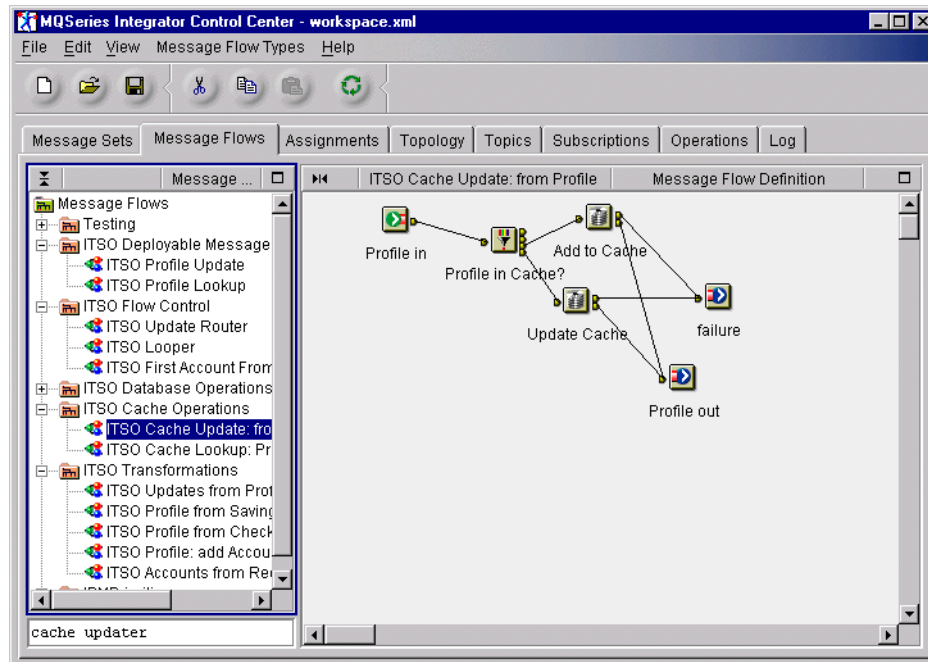 MQSeries Integrator Control Center - workspace.xml
File Edit View Message Flow Types Help
Message Sets Message Flows Assignments Topology Topics Subscriptions Operations Log
Message ...
ITSO Cache Update: from Profile Message Flow Definition
Message Flows
Testing
ITSO Deployable Message
ITSO Profile Update
ITSO Profile Lookup
ITSO Flow Control
ITSO Update Router
ITSO Looper
ITSO First Account From
ITSO Database Operations
ITSO Cache Operations
ITSO Cache Update: fro
ITSO Cache Lookup: Pr
ITSO Transformations
ITSO Updates from Prof
ITSO Profile from Saving
ITSO Profile from Check
ITSO Profile: add Accou
ITSO Accounts from Re
cache updater
Profile in
Profile in Cache?
Add to Cache
Update Cache
failure
Profile out